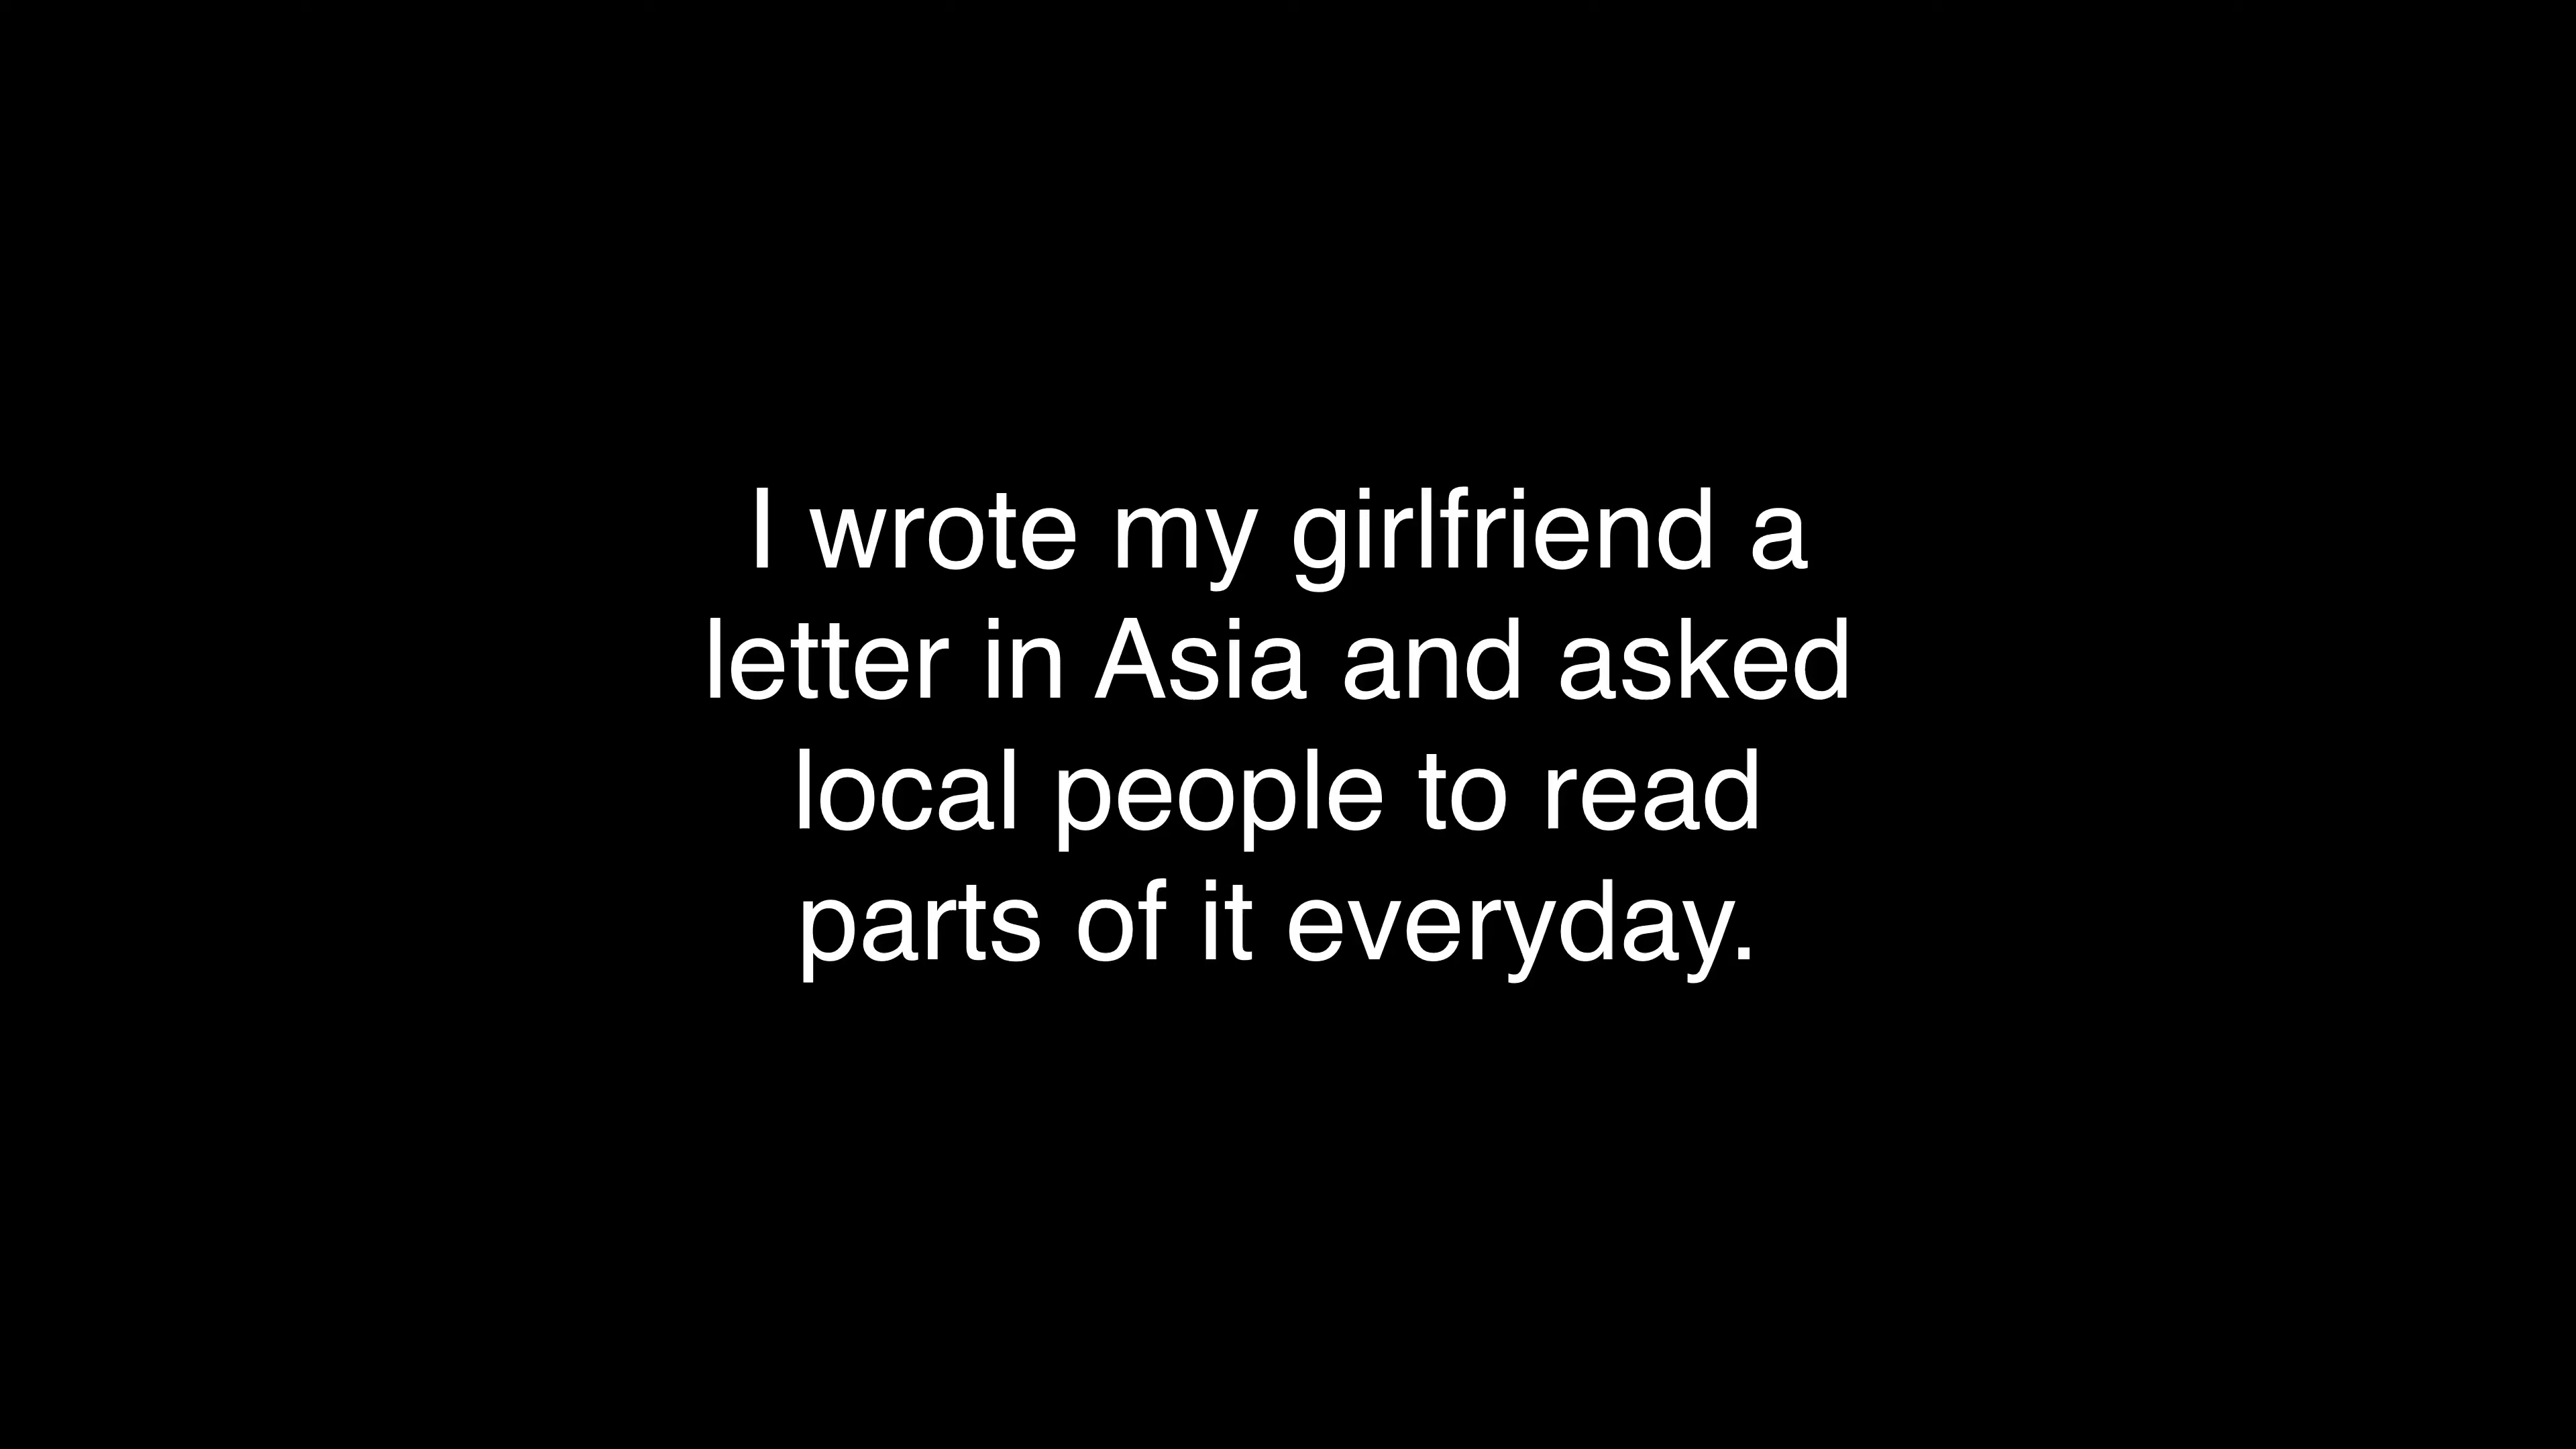 I wrote my girlfriend a
letter in Asia and asked
local people to read
parts of it everyday.